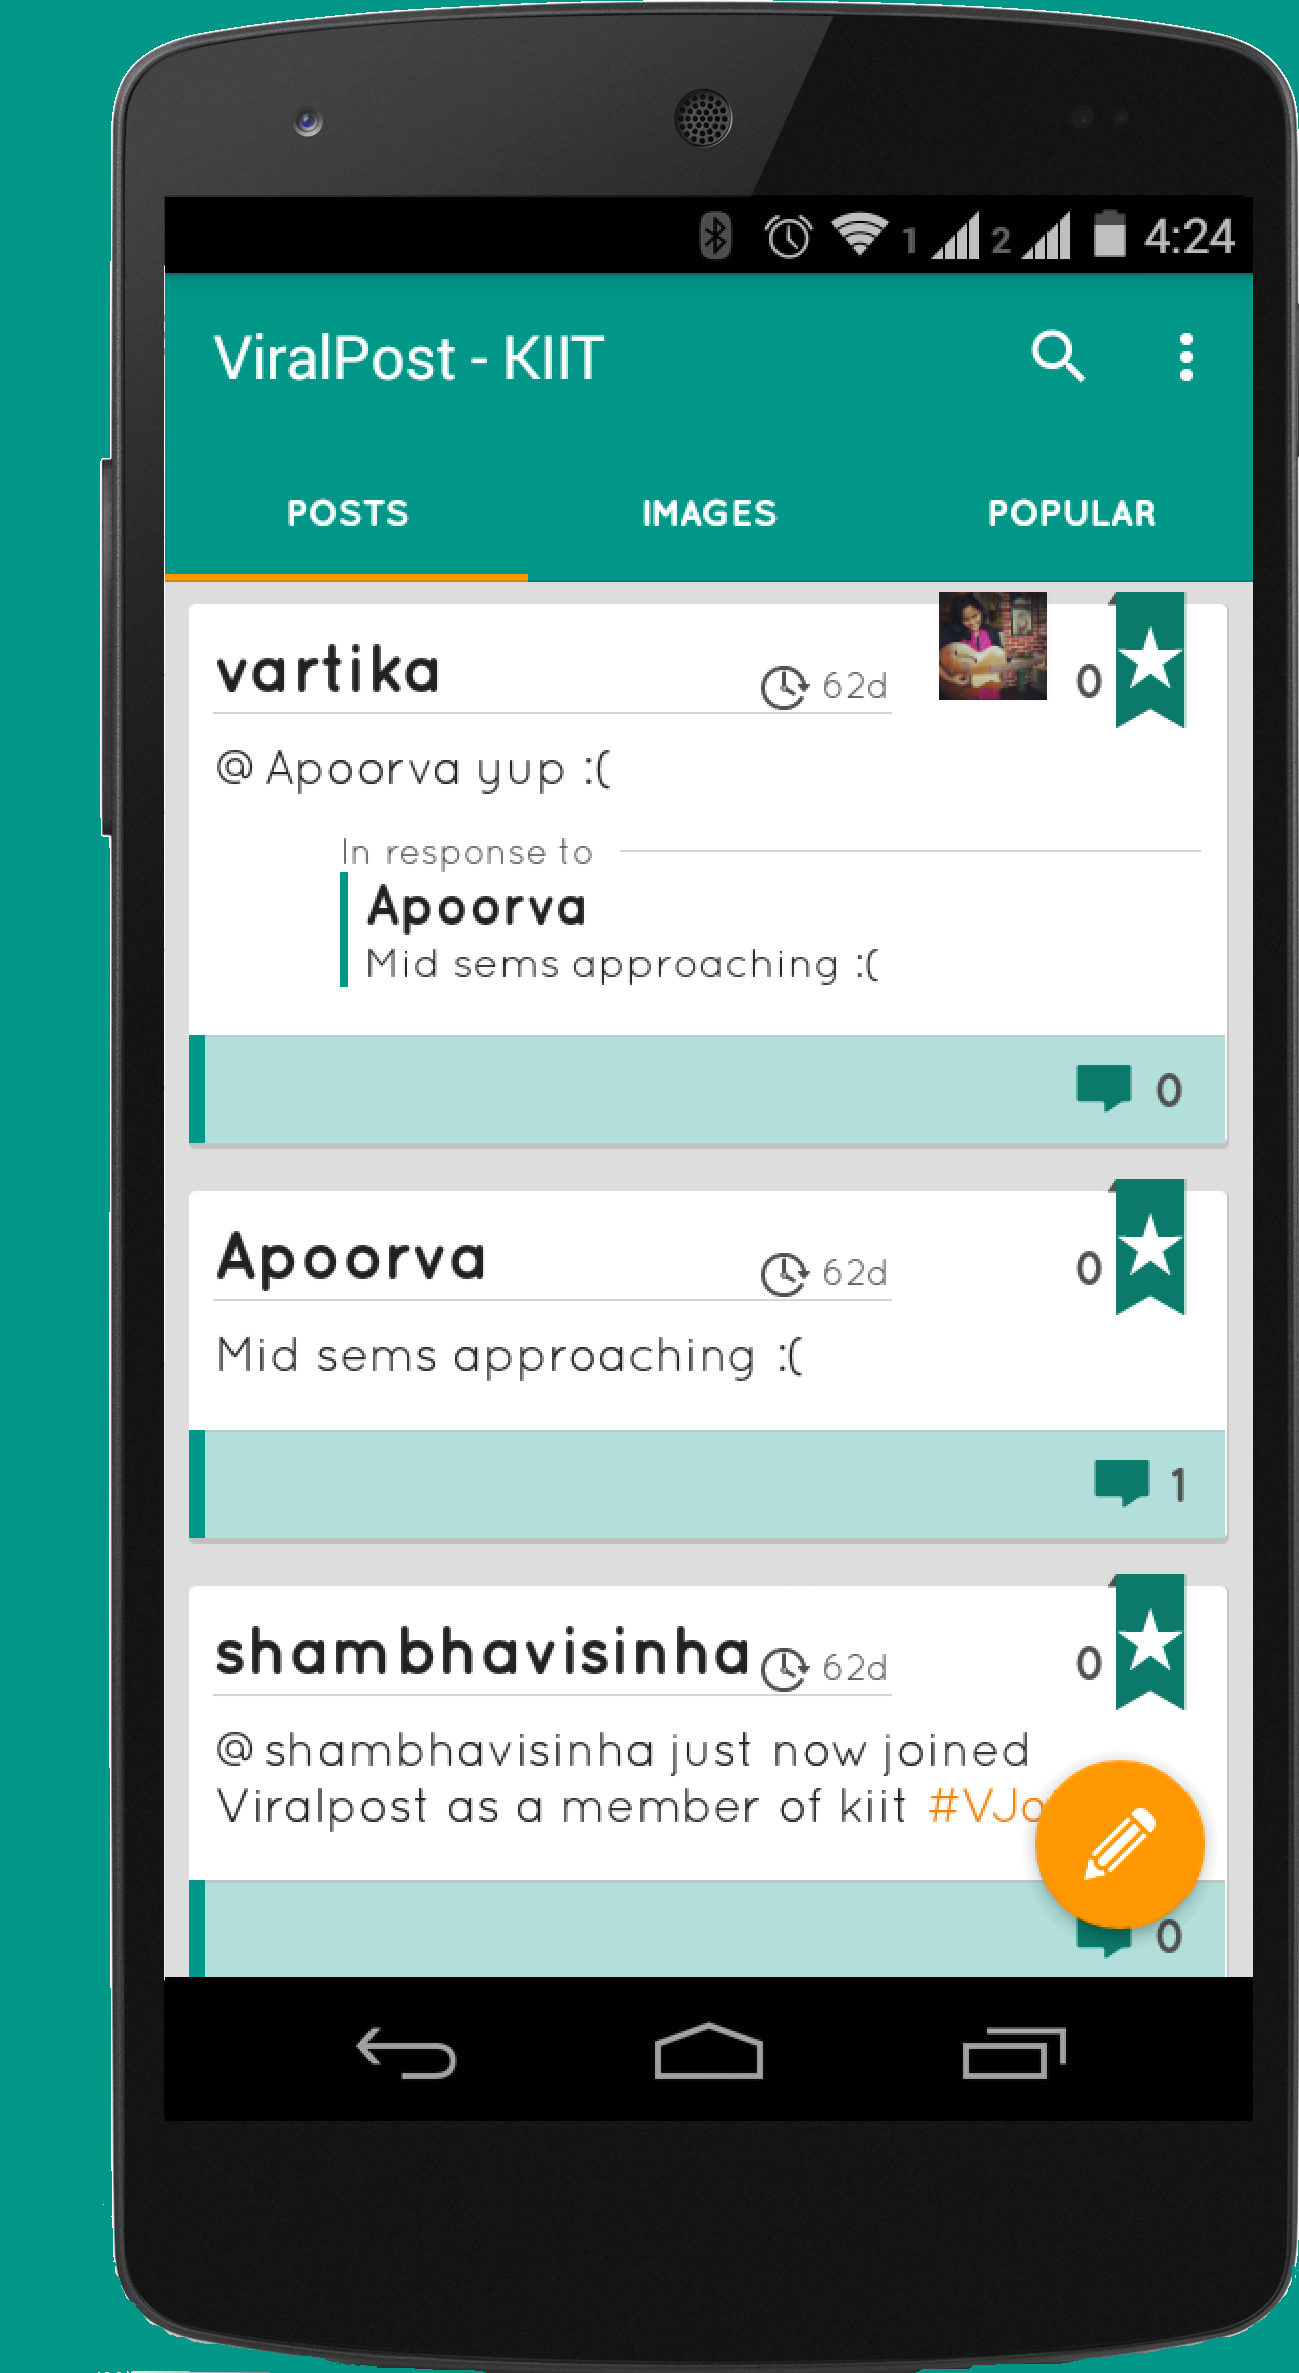 1 2 4:24
ViralPost - KIIT
POSTS IMAGES POPULAR
vartika 62d 0
@Apoorva yup :(
In response to
Apoorva
Mid sems approaching :(
0
Apoorva 62d 0
Mid sems approaching :(
1
shambhavisinha 62d 0
@shambhavisinha just now joined
Viralpost as a member of kiit
0